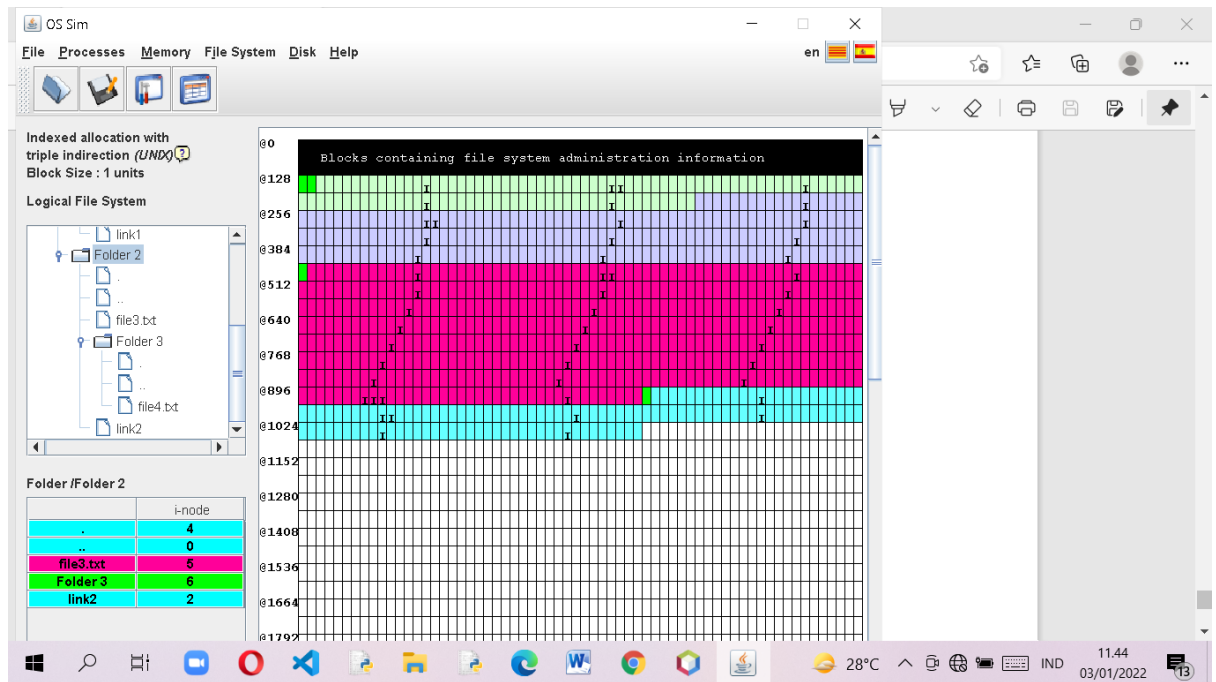 OS Sim
File Processes Memory File System Disk Help
en
Indexed allocation with
triple indirection (UNIX)
Block Size : 1 units
Logical File System
link1
Folder 2
.
..
file3.txt
Folder 3
.
..
file4.txt
link2
Folder /Folder 2
i-node
. 4
.. 0
file3.txt 5
Folder 3 6
link2 2
@0
Blocks containing file system administration information
@128
I I I I
I I I
@256
I I I I
I I I
@384
I I I
I I I I
@512
I I I
I I I
@640
I I I
I I I
@768
I I I
I I I
@896
I I I I I
I I I I
@1024
I I
@1152
@1280
@1408
@1536
@1664
@1792
28°C
IND
11.44
03/01/2022
13